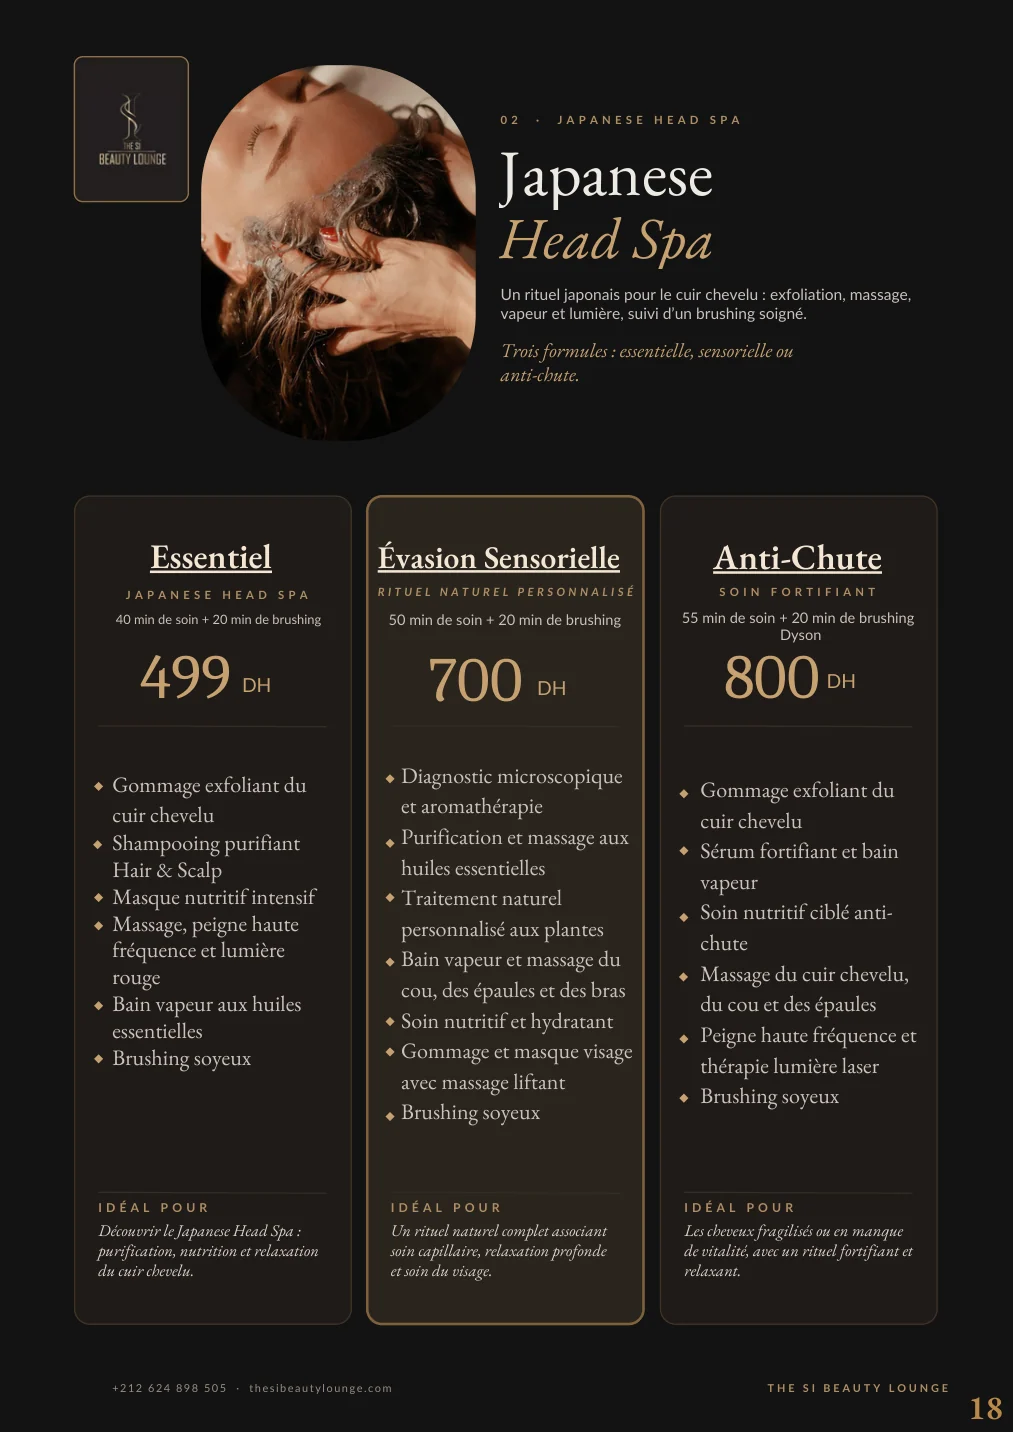 THE SI
BEAUTY LOUNGE
02 · JAPANESE HEAD SPA
Japanese
Head Spa
Un rituel japonais pour le cuir chevelu : exfoliation, massage,
vapeur et lumière, suivi d'un brushing soigné.
Trois formules : essentielle, sensorielle ou
anti-chute.
Essentiel
JAPANESE HEAD SPA
40 min de soin + 20 min de brushing
499 DH
Gommage exfoliant du
cuir chevelu
Shampooing purifiant
Hair & Scalp
Masque nutritif intensif
Massage, peigne haute
fréquence et lumière
rouge
Bain vapeur aux huiles
essentielles
Brushing soyeux
IDÉAL POUR
Découvrir le Japanese Head Spa :
purification, nutrition et relaxation
du cuir chevelu.
Évasion Sensorielle
RITUEL NATUREL PERSONNALISÉ
50 min de soin + 20 min de brushing
700 DH
Diagnostic microscopique
et aromathérapie
Purification et massage aux
huiles essentielles
Traitement naturel
personnalisé aux plantes
Bain vapeur et massage du
cou, des épaules et des bras
Soin nutritif et hydratant
Gommage et masque visage
avec massage liftant
Brushing soyeux
IDÉAL POUR
Un rituel naturel complet associant
soin capillaire, relaxation profonde
et soin du visage.
Anti-Chute
SOIN FORTIFIANT
55 min de soin + 20 min de brushing
Dyson
800 DH
Gommage exfoliant du
cuir chevelu
Sérum fortifiant et bain
vapeur
Soin nutritif ciblé anti-
chute
Massage du cuir chevelu,
du cou et des épaules
Peigne haute fréquence et
thérapie lumière laser
Brushing soyeux
IDÉAL POUR
Les cheveux fragilisés ou en manque
de vitalité, avec un rituel fortifiant et
relaxant.
+212 624 898 505 · thesibeautylounge.com
THE SI BEAUTY LOUNGE
18